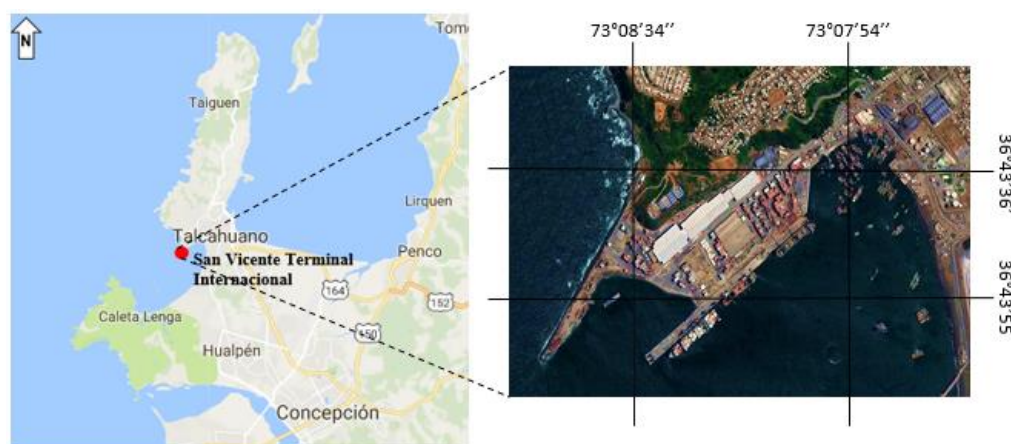 N
Tom
Taiguen
Lirquen
Talcahuano
Penco
San Vicente Terminal
Internacional
164
152
Caleta Lenga
150
Hualpén
Concepción
73°08′34′′
73°07′54′′
36°43′36′
36°43′55